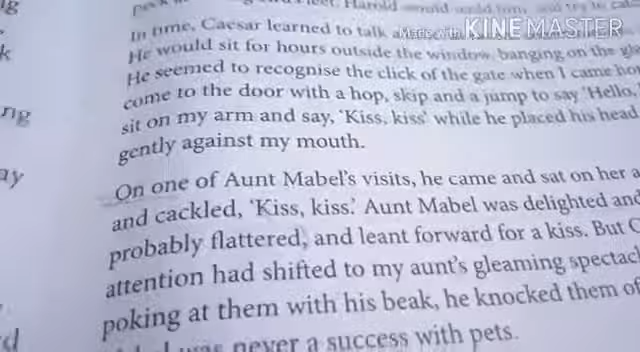 In time, Caesar learned to talk a
Made with KINEMASTER
He would sit for hours outside the window, banging on the
He seemed to recognise the click of the gate when I came
come to the door with a hop, skip and a jump to say 'Hello,
sit on my arm and say, 'Kiss, kiss' while he placed his head
gently against my mouth.
On one of Aunt Mabel's visits, he came and sat on her a
and cackled, 'Kiss, kiss.' Aunt Mabel was delighted and
probably flattered, and leant forward for a kiss. But C
attention had shifted to my aunt's gleaming spectac
poking at them with his beak, he knocked them of
I was never a success with pets.
ng
ay